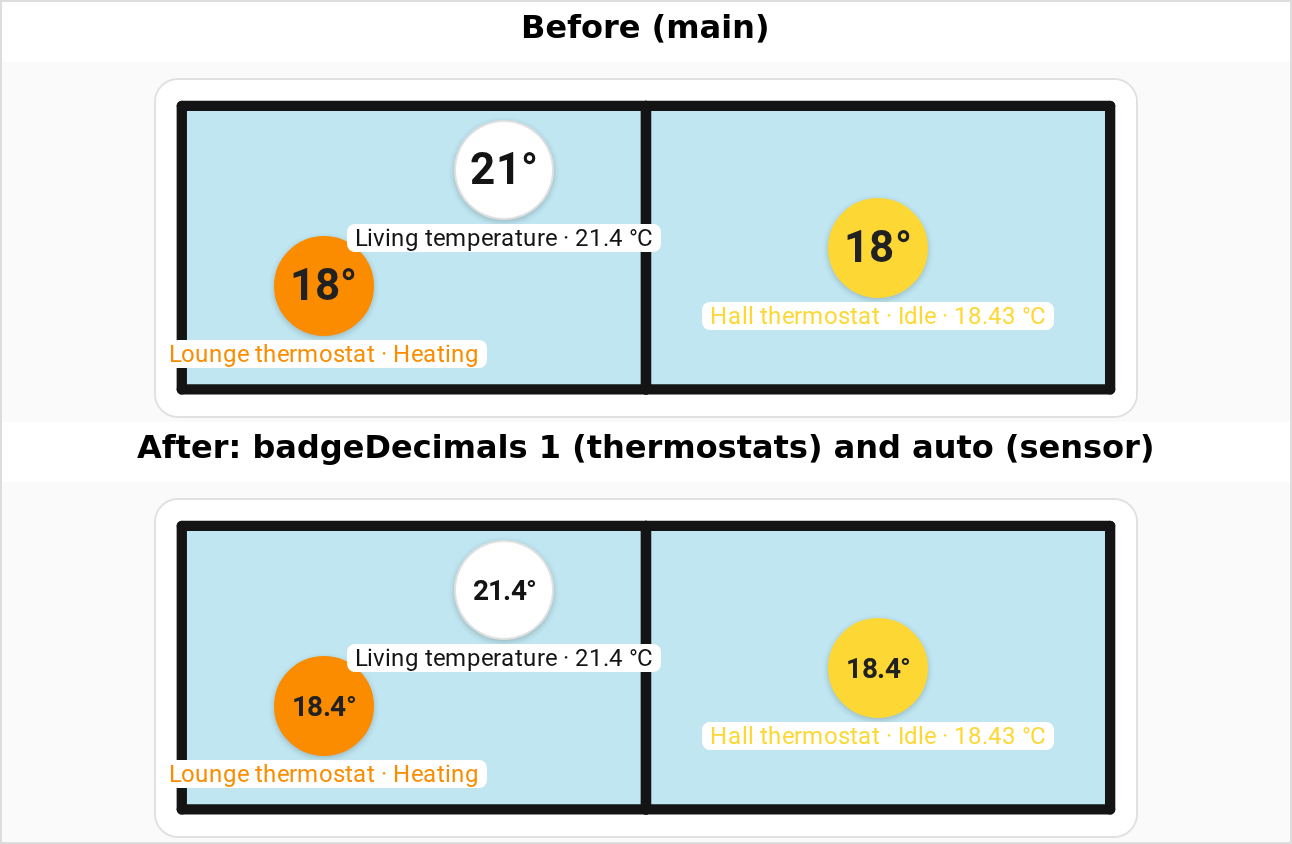 Before (main)
21°
Living temperature · 21.4 °C
18°
18°
Hall thermostat · Idle · 18.43 °C
Lounge thermostat · Heating
After: badgeDecimals 1 (thermostats) and auto (sensor)
21.4°
Living temperature · 21.4 °C
18.4°
18.4°
Hall thermostat · Idle · 18.43 °C
Lounge thermostat · Heating